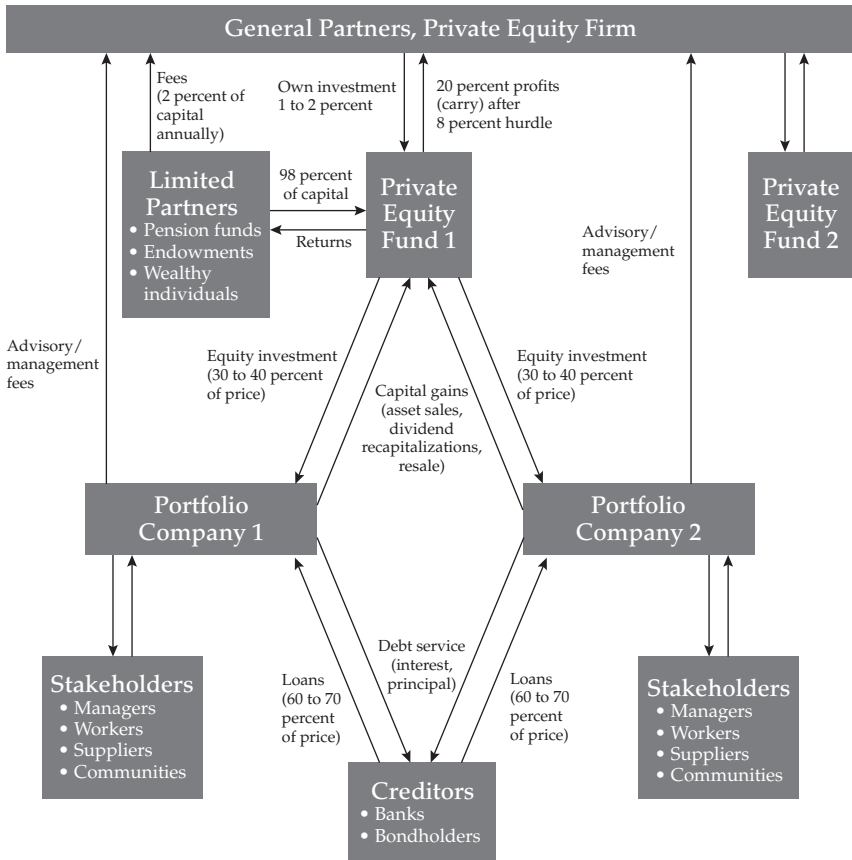 General Partners, Private Equity Firm
Fees
(2 percent of
capital
annually)
Own investment
1 to 2 percent
20 percent profits
(carry) after
8 percent hurdle
Limited
Partners
• Pension funds
• Endowments
• Wealthy
individuals
98 percent
of capital
Returns
Private
Equity
Fund 1
Private
Equity
Fund 2
Advisory/
management
fees
Advisory/
management
fees
Equity investment
(30 to 40 percent
of price)
Capital gains
(asset sales,
dividend
recapitalizations,
resale)
Equity investment
(30 to 40 percent
of price)
Portfolio
Company 1
Portfolio
Company 2
Stakeholders
• Managers
• Workers
• Suppliers
• Communities
Loans
(60 to 70
percent
of price)
Debt service
(interest,
principal)
Loans
(60 to 70
percent
of price)
Stakeholders
• Managers
• Workers
• Suppliers
• Communities
Creditors
• Banks
• Bondholders